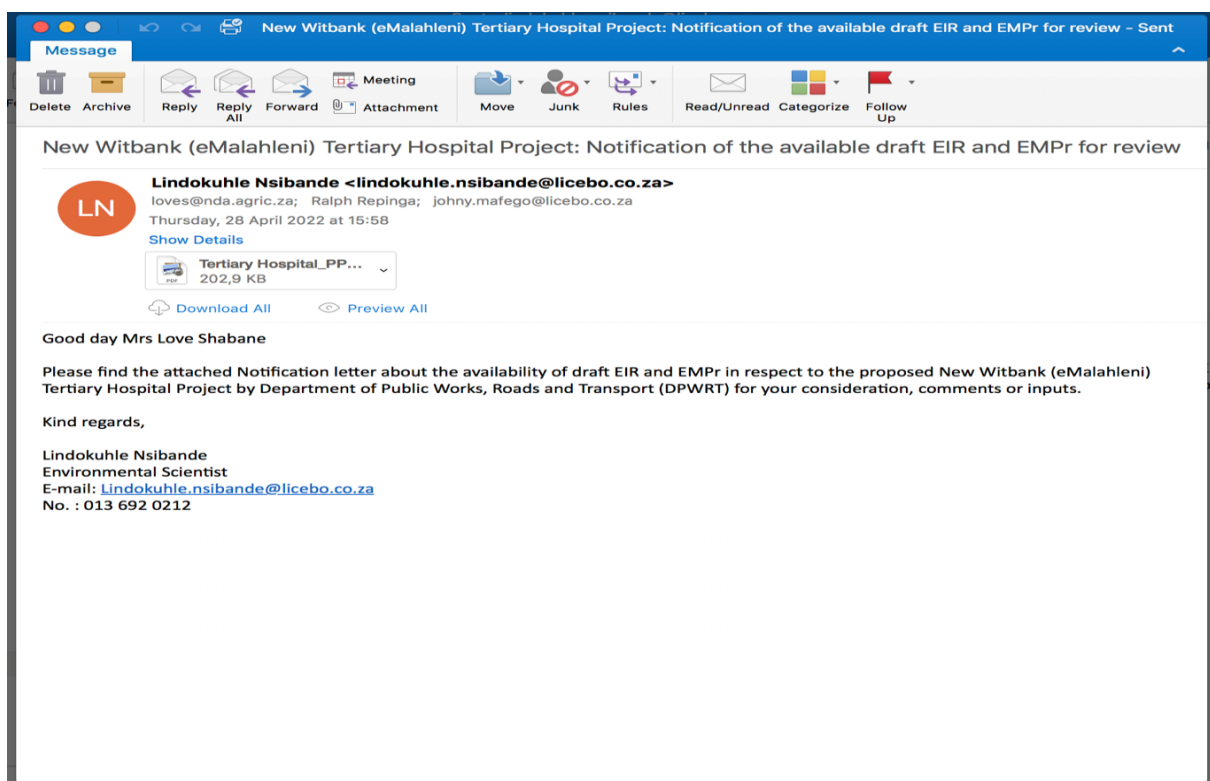 New Witbank (eMalahleni) Tertiary Hospital Project: Notification of the available draft EIR and EMPr for review – Sent
Message
Delete Archive Reply Reply All Forward Meeting Attachment Move Junk Rules Read/Unread Categorize Follow Up
New Witbank (eMalahleni) Tertiary Hospital Project: Notification of the available draft EIR and EMPr for review
LN
Lindokuhle Nsibande <lindokuhle.nsibande@licebo.co.za>
loves@nda.agric.za; Ralph Repinga; johny.mafego@licebo.co.za
Thursday, 28 April 2022 at 15:58
Show Details
Tertiary Hospital_PP...
PDF
202,9 KB
Download All Preview All
Good day Mrs Love Shabane
Please find the attached Notification letter about the availability of draft EIR and EMPr in respect to the proposed New Witbank (eMalahleni)
Tertiary Hospital Project by Department of Public Works, Roads and Transport (DPWRT) for your consideration, comments or inputs.
Kind regards,
Lindokuhle Nsibande
Environmental Scientist
E-mail: Lindokuhle.nsibande@licebo.co.za
No. : 013 692 0212